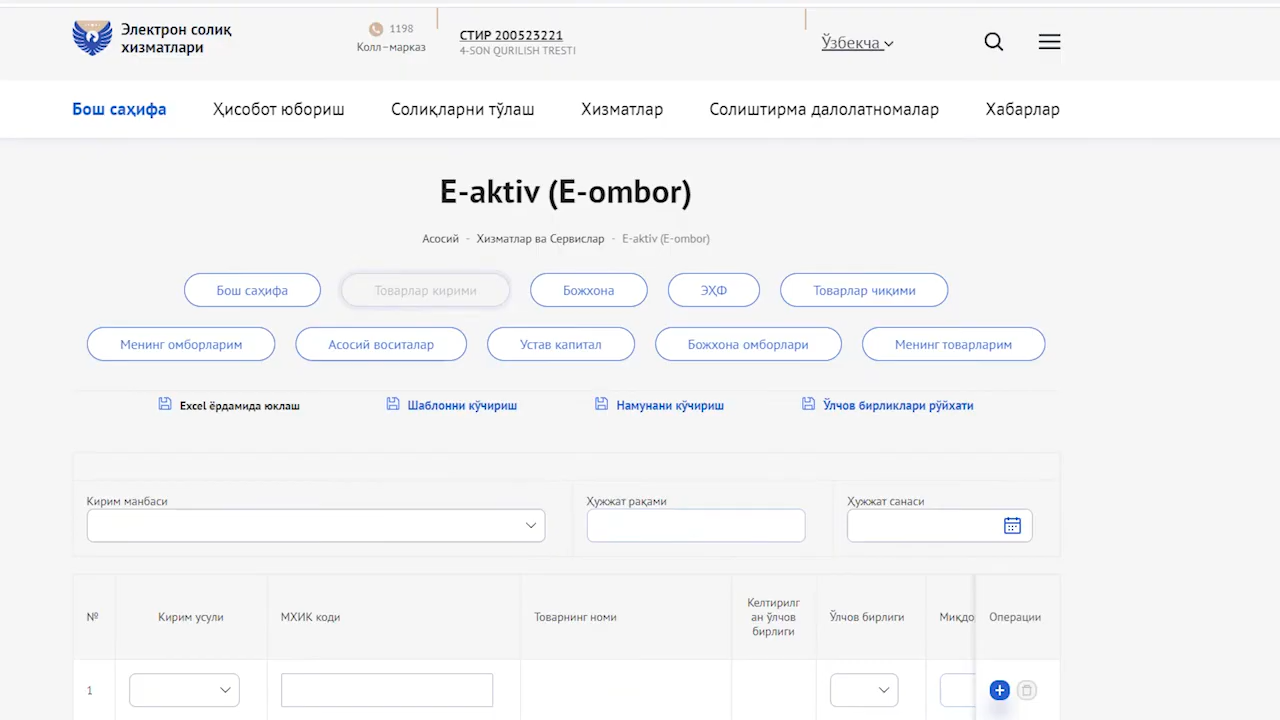 Электрон солиқ
хизматлари
1198
Колл-марказ
СТИР 200523221
4-SON QURILISH TRESTI
Ўзбекча
Бош саҳифа
Ҳисобот юбориш
Солиқларни тўлаш
Хизматлар
Солиштирма далолатномалар
Хабарлар
E-aktiv (E-ombor)
Асосий - Хизматлар ва Сервислар - E-aktiv (E-ombor)
Бош саҳифа
Товарлар кирими
Божхона
ЭҲФ
Товарлар чиқими
Менинг омборларим
Асосий воситалар
Устав капитал
Божхона омборлари
Менинг товарларим
Excel ёрдамида юклаш
Шаблонни кўчириш
Намунани кўчириш
Ўлчов бирликлари рўйхати
Кирим манбаси
Ҳужжат рақами
Ҳужжат санаси
№
Кирим усули
МХИК коди
Товарнинг номи
Келтирилг
ан ўлчов
бирлиги
Ўлчов бирлиги
Миқдо
Операции
1